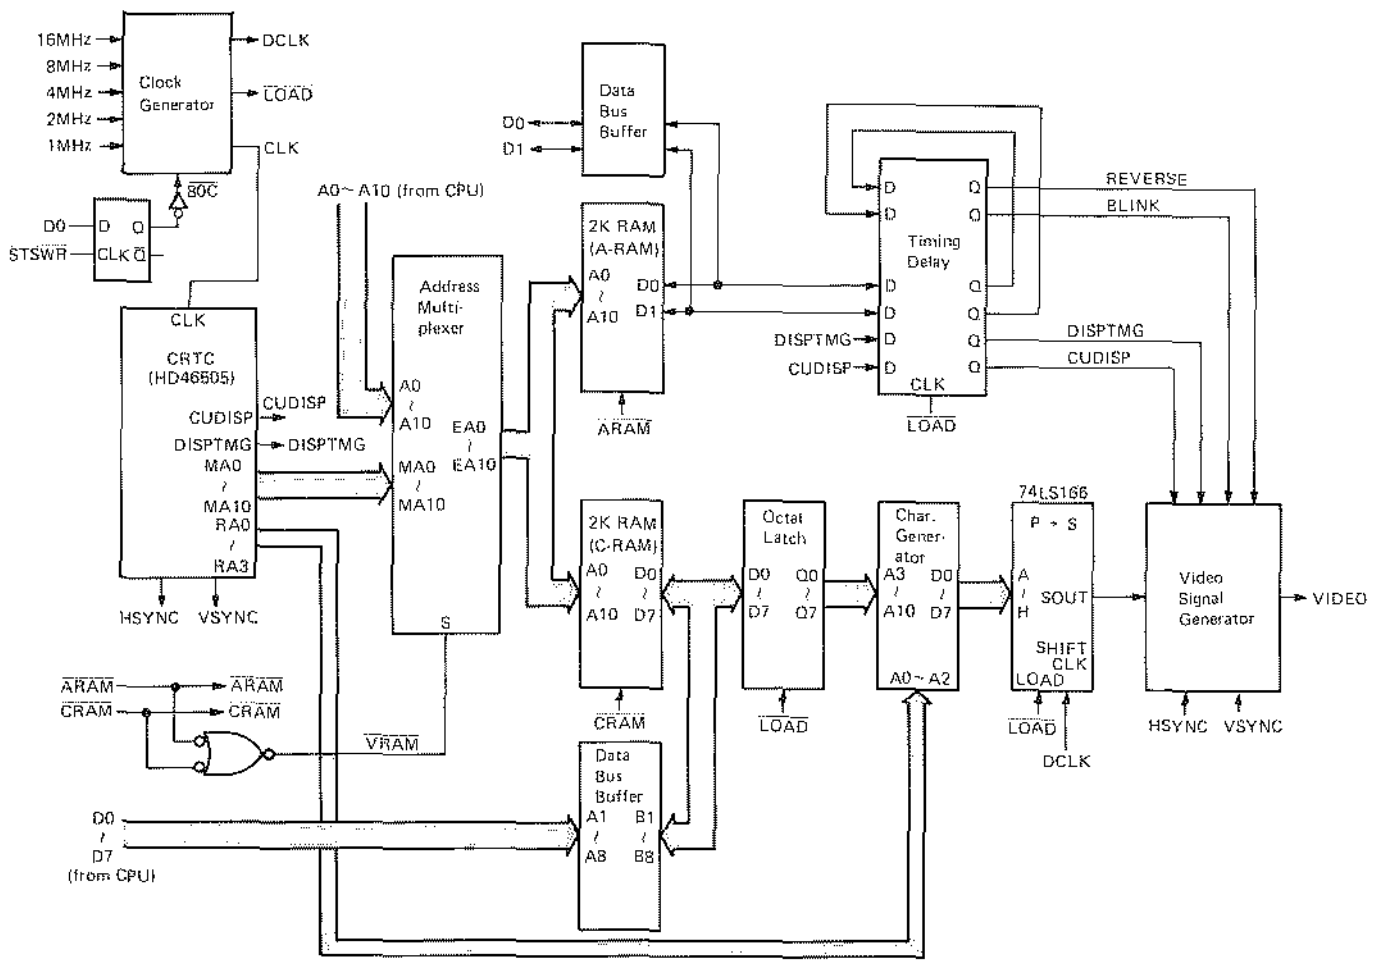 16MHz
8MHz
4MHz
2MHz
1MHz
Clock
Generator
DCLK
LOAD
CLK
80C
D0
STSWR
D Q
CLK Q
A0~A10 (from CPU)
CLK
CRTC
(HD46505)
CUDISP
DISPTMG
MA0
~
MA10
RA0
~
RA3
CUDISP
DISPTMG
HSYNC
VSYNC
Address
Multi-
plexer
A0
~
A10
MA0
~
MA10
EA0
~
EA10
S
D0
D1
Data
Bus
Buffer
2K RAM
(A-RAM)
A0
~
A10
D0
D1
ARAM
DISPTMG
CUDISP
D Q
D Q
Timing
Delay
D Q
D Q
D Q
D Q
CLK
LOAD
REVERSE
BLINK
DISPTMG
CUDISP
2K RAM
(C-RAM)
A0
~
A10
D0
~
D7
CRAM
Octal
Latch
D0
~
D7
Q0
~
Q7
LOAD
Char.
Gener-
ator
A3
~
A10
D0
~
D7
A0~A2
74LS166
P → S
A
~
H
SOUT
SHIFT
CLK
LOAD
LOAD
DCLK
Video
Signal
Generator
VIDEO
HSYNC
VSYNC
ARAM
CRAM
ARAM
CRAM
VRAM
D0
~
D7
(from CPU)
Data
Bus
Buffer
A1
~
A8
B1
~
B8